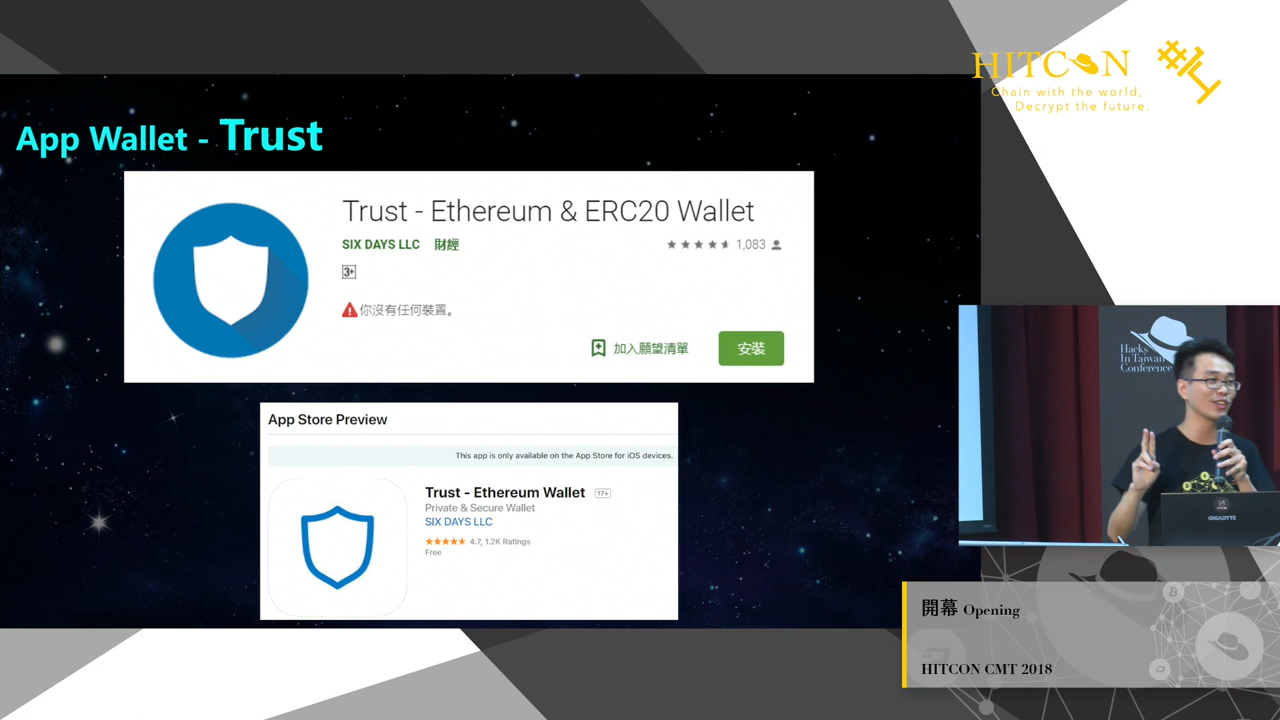 HITCON #14
Chain with the world,
Decrypt the future.
App Wallet - Trust
Trust - Ethereum & ERC20 Wallet
SIX DAYS LLC 財經
1,083
3+
你沒有任何裝置。
加入願望清單
安裝
App Store Preview
This app is only available on the App Store for iOS devices.
Trust - Ethereum Wallet 17+
Private & Secure Wallet
SIX DAYS LLC
4.7, 1.2K Ratings
Free
Hacks
In Taiwan
Conference
GIGABYTE
開幕 Opening
HITCON CMT 2018